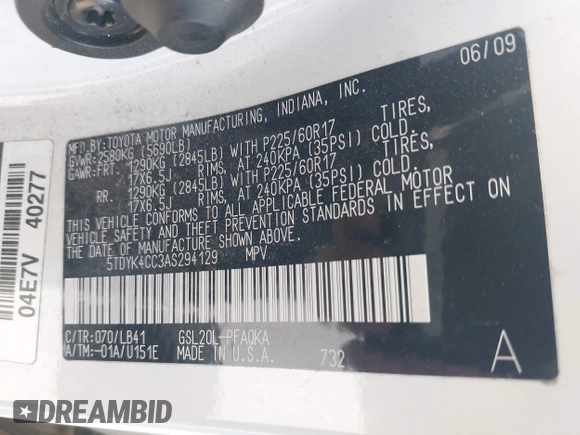 06/09
MFD.BY:TOYOTA MOTOR MANUFACTURING, INDIANA, INC.
GVWR:2580KG (5690LB)
GAWR:FRT. 1290KG (2845LB) WITH P225/60R17 TIRES,
17X6.5J RIMS, AT 240KPA (35PSI) COLD.
RR. 1290KG (2845LB) WITH P225/60R17 TIRES,
17X6.5J RIMS, AT 240KPA (35PSI) COLD.
THIS VEHICLE CONFORMS TO ALL APPLICABLE FEDERAL MOTOR
VEHICLE SAFETY AND THEFT PREVENTION STANDARDS IN EFFECT ON
THE DATE OF MANUFACTURE SHOWN ABOVE.
5TDYK4CC3AS294129 MPV
C/TR:070/LB41 GSL20L-PFAQKA
A/TM:-01A/U151E MADE IN U.S.A. 732 A
04E7V 40277
DREAMBID